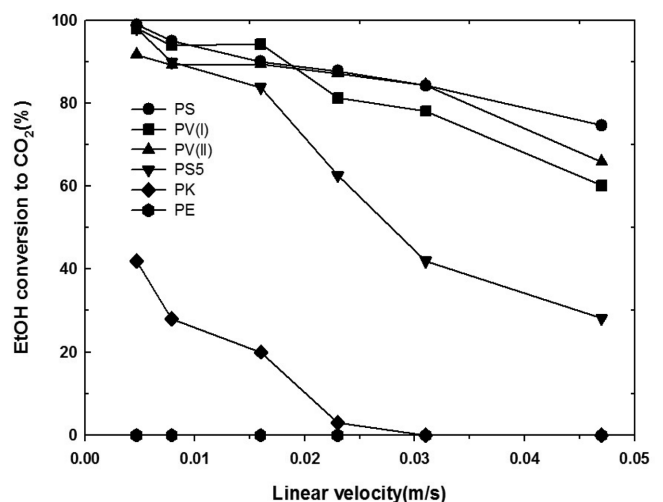 EtOH conversion to CO₂(%)
100
80
60
40
20
0
PS
PV(I)
PV(II)
PS5
PK
PE
0.00 0.01 0.02 0.03 0.04 0.05
Linear velocity(m/s)